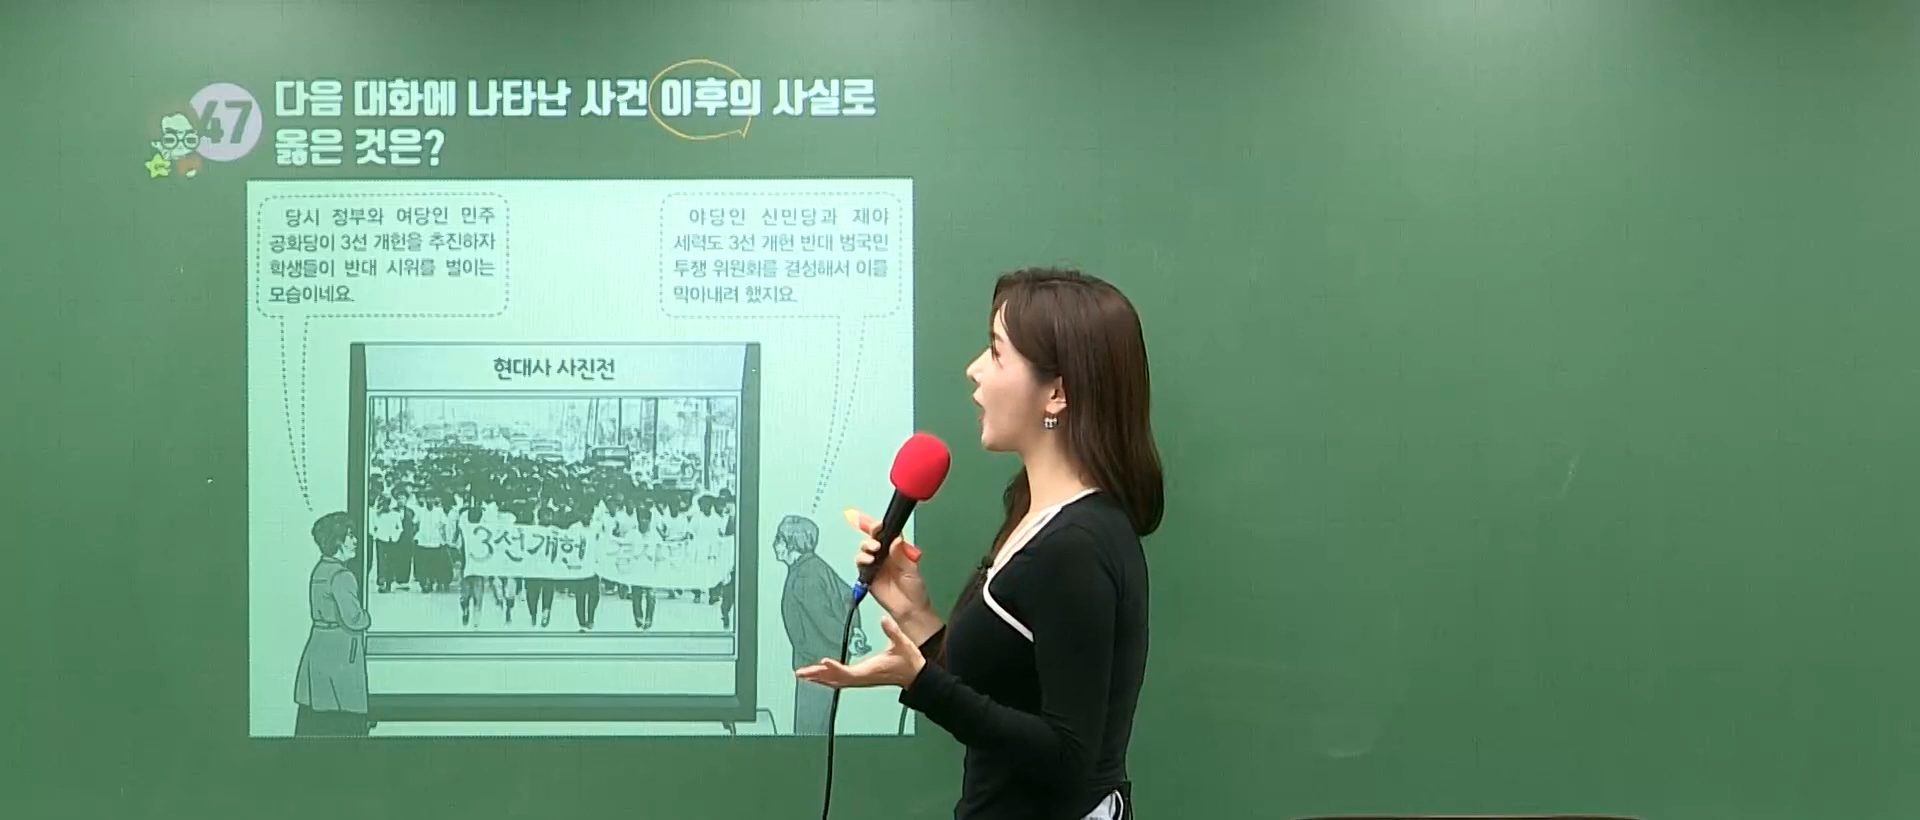 47
다음 대화에 나타난 사건 이후의 사실로
옳은 것은?
당시 정부와 여당인 민주
공화당이 3선 개헌을 추진하자
학생들이 반대 시위를 벌이는
모습이네요.
야당인 신민당과 재야
세력도 3선 개헌 반대 범국민
투쟁 위원회를 결성해서 이를
막아내려 했지요.
현대사 사진전
3선개헌